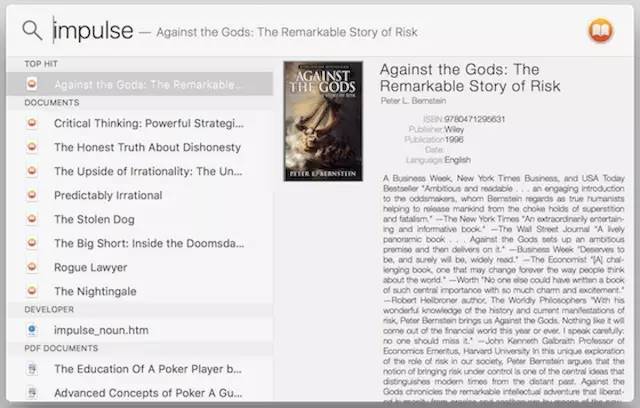 impulse — Against the Gods: The Remarkable Story of Risk
TOP HIT
Against the Gods: The Remarkable...
DOCUMENTS
Critical Thinking: Powerful Strategi...
The Honest Truth About Dishonesty
The Upside of Irrationality: The Un...
Predictably Irrational
The Stolen Dog
The Big Short: Inside the Doomsda...
Rogue Lawyer
The Nightingale
DEVELOPER
impulse_noun.htm
PDF DOCUMENTS
The Education Of A Poker Player b...
Advanced Concepts of Poker A Gu...
AGAINST
THE GODS
PETER L. BERNSTEIN
Against the Gods: The
Remarkable Story of Risk
Peter L. Bernstein
ISBN: 9780471295631
Publisher: Wiley
Publication 1996
Date:
Language: English
A Business Week, New York Times Business, and USA Today
Bestseller "Ambitious and readable . . . an engaging introduction
to the oddsmakers, whom Bernstein regards as true humanists
helping to release mankind from the choke holds of superstition
and fatalism." —The New York Times "An extraordinarily entertain-
ing and informative book." —The Wall Street Journal "A lively
panoramic book . . . Against the Gods sets up an ambitious
premise and then delivers on it." —Business Week "Deserves to
be, and surely will be, widely read." —The Economist "[A] chal-
lenging book, one that may change forever the way people think
about the world." —Worth "No one else could have written a book
of such central importance with so much charm and excitement."
—Robert Heilbroner author, The Worldly Philosophers "With his
wonderful knowledge of the history and current manifestations of
risk, Peter Bernstein brings us Against the Gods. Nothing like it will
come out of the financial world this year or ever. I speak carefully:
no one should miss it." —John Kenneth Galbraith Professor of
Economics Emeritus, Harvard University In this unique exploration
of the role of risk in our society, Peter Bernstein argues that the
notion of bringing risk under control is one of the central ideas that
distinguishes modern times from the distant past. Against the
Gods chronicles the remarkable intellectual adventure that liberat-